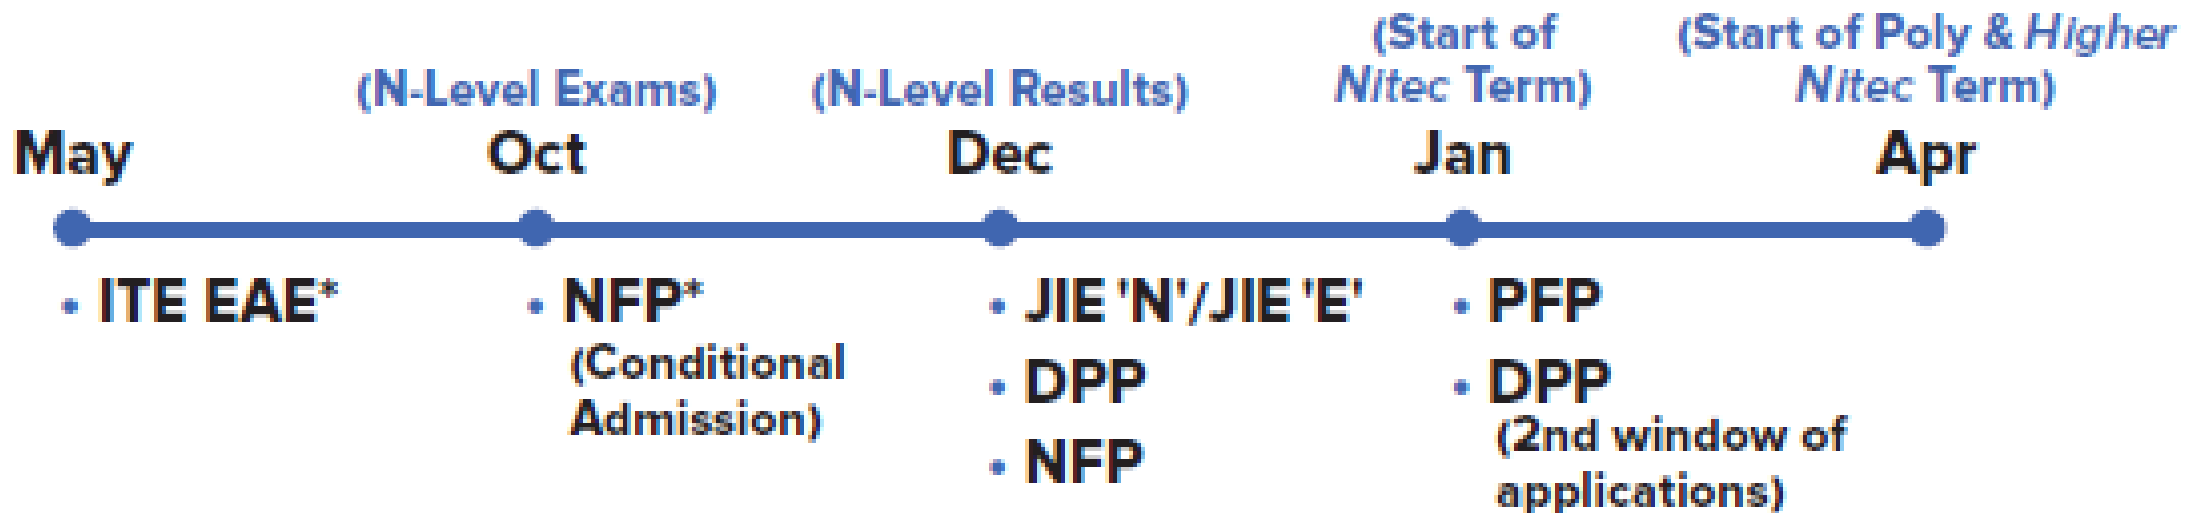 (Start of
Nitec Term)
(Start of Poly & Higher
Nitec Term)
(N-Level Exams)
(N-Level Results)
May
Oct
Dec
Jan
Apr
• ITE EAE*
• NFP*
(Conditional
Admission)
• JIE 'N'/JIE 'E'
• DPP
• NFP
• PFP
• DPP
(2nd window of
applications)